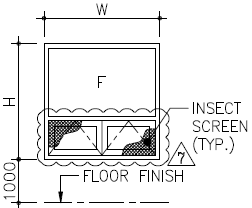 W
H
F
INSECT
SCREEN
(TYP.)
7
FLOOR FINISH
1000